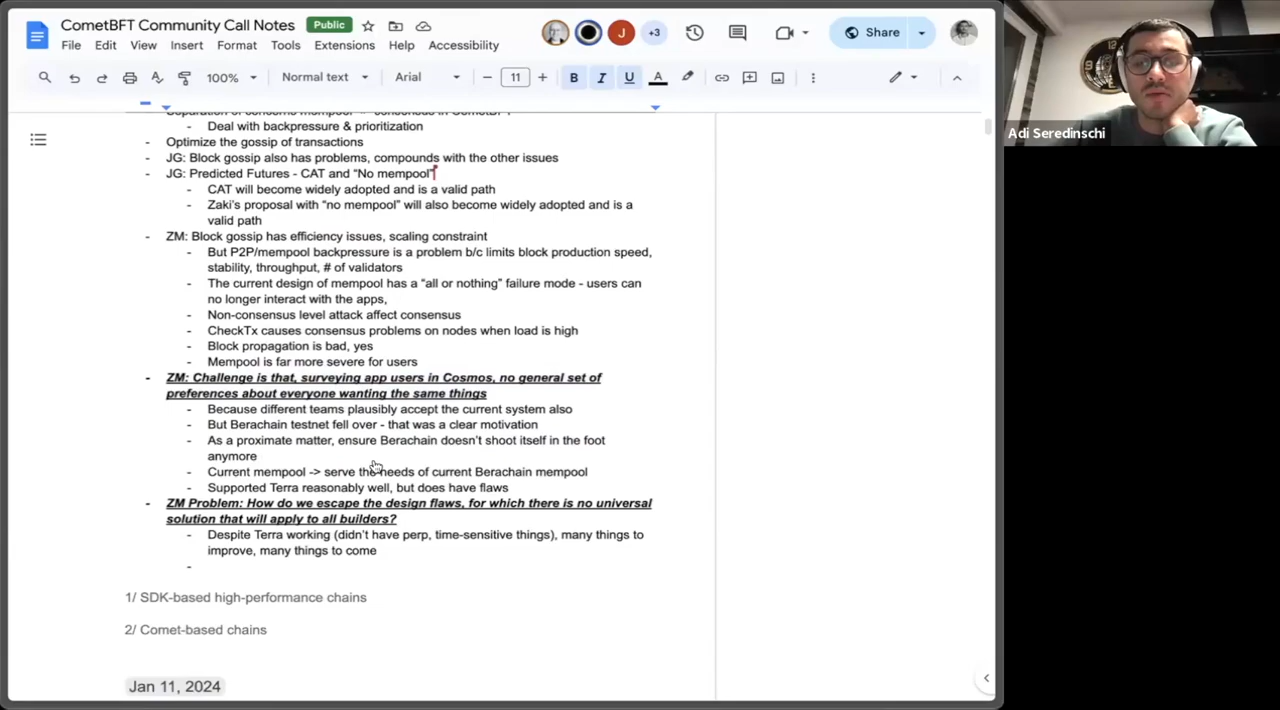 CometBFT Community Call Notes Public
+3
Share
File Edit View Insert Format Tools Extensions Help Accessibility
100% Normal text Arial - 11 + B I U A
Adi Seredinschi
- Deal with backpressure & prioritization
- Optimize the gossip of transactions
- JG: Block gossip also has problems, compounds with the other issues
- JG: Predicted Futures - CAT and “No mempool”
- CAT will become widely adopted and is a valid path
- Zaki’s proposal with “no mempool” will also become widely adopted and is a
valid path
- ZM: Block gossip has efficiency issues, scaling constraint
- But P2P/mempool backpressure is a problem b/c limits block production speed,
stability, throughput, # of validators
- The current design of mempool has a “all or nothing” failure mode - users can
no longer interact with the apps,
- Non-consensus level attack affect consensus
- CheckTx causes consensus problems on nodes when load is high
- Block propagation is bad, yes
- Mempool is far more severe for users
- ZM: Challenge is that, surveying app users in Cosmos, no general set of
preferences about everyone wanting the same things
- Because different teams plausibly accept the current system also
- But Berachain testnet fell over - that was a clear motivation
- As a proximate matter, ensure Berachain doesn’t shoot itself in the foot
anymore
- Current mempool -> serve the needs of current Berachain mempool
- Supported Terra reasonably well, but does have flaws
- ZM Problem: How do we escape the design flaws, for which there is no universal
solution that will apply to all builders?
- Despite Terra working (didn’t have perp, time-sensitive things), many things to
improve, many things to come
-
1/ SDK-based high-performance chains
2/ Comet-based chains
Jan 11, 2024